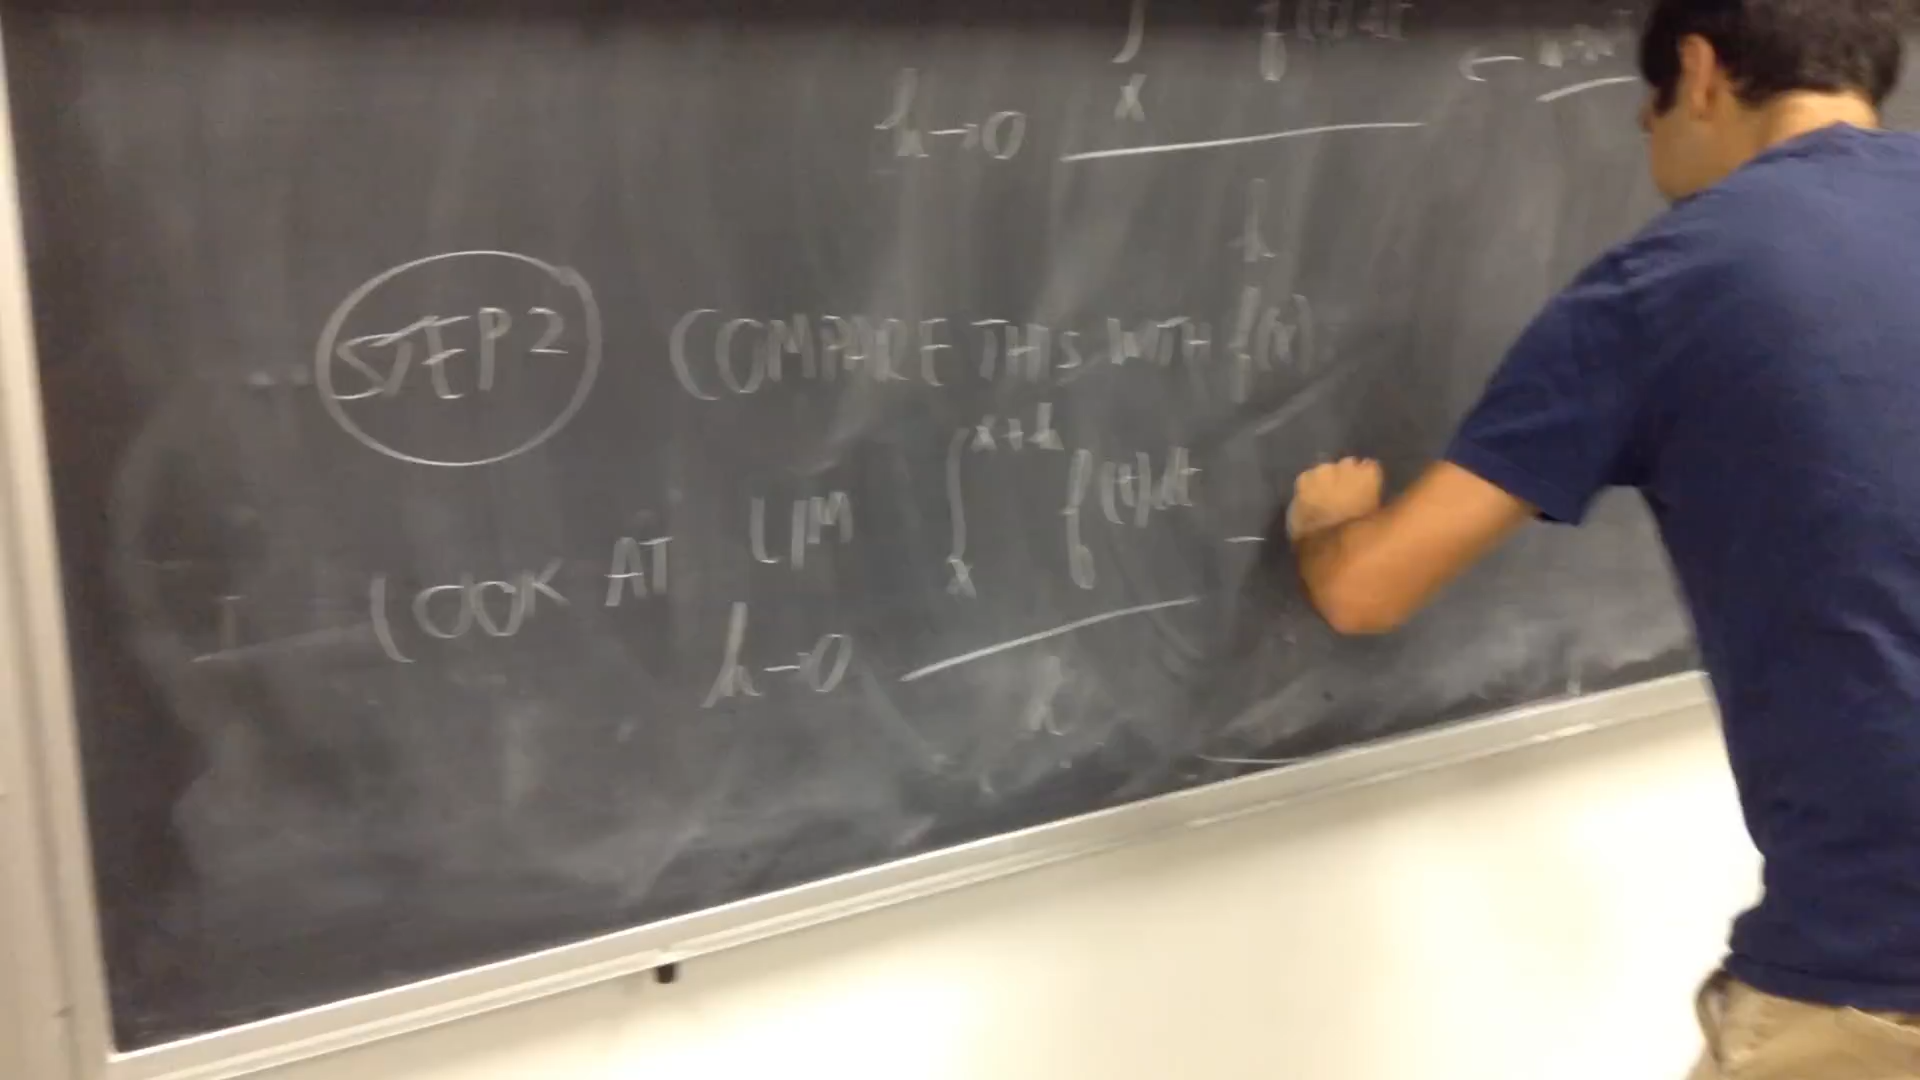 ∫ f(t)dt
x
h→0
h
STEP 2 COMPARE THIS WITH f(x):
LOOK AT LIM ∫ x+h f(t)dt –
x
h→0
h